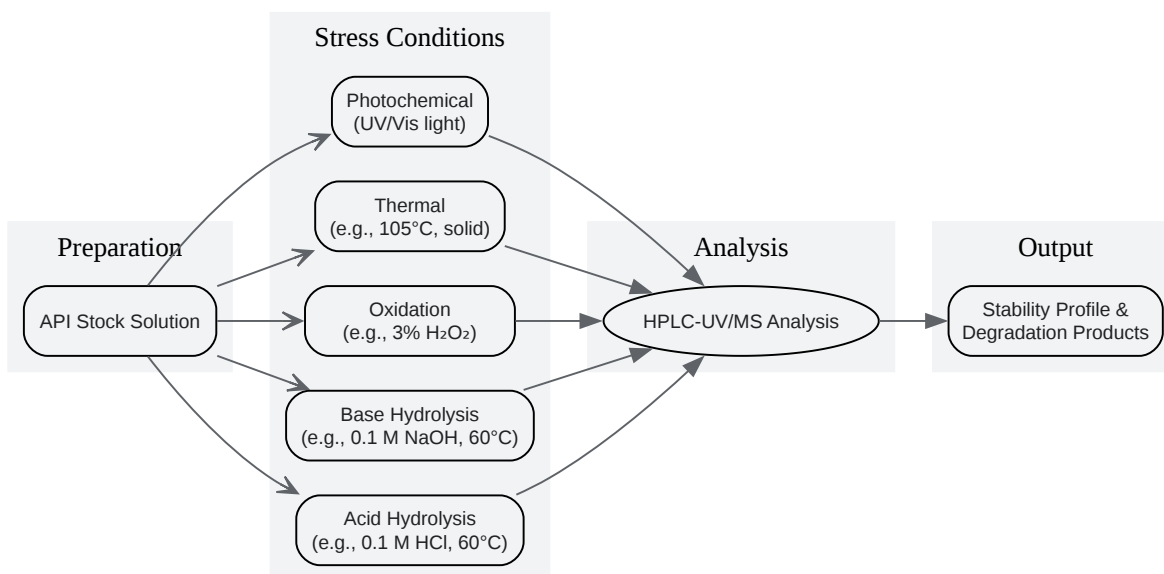 Stress Conditions
Photochemical
(UV/Vis light)
Thermal
(e.g., 105°C, solid)
Preparation
Analysis
Output
API Stock Solution
Oxidation
(e.g., 3% H₂O₂)
HPLC-UV/MS Analysis
Stability Profile &
Degradation Products
Base Hydrolysis
(e.g., 0.1 M NaOH, 60°C)
Acid Hydrolysis
(e.g., 0.1 M HCl, 60°C)